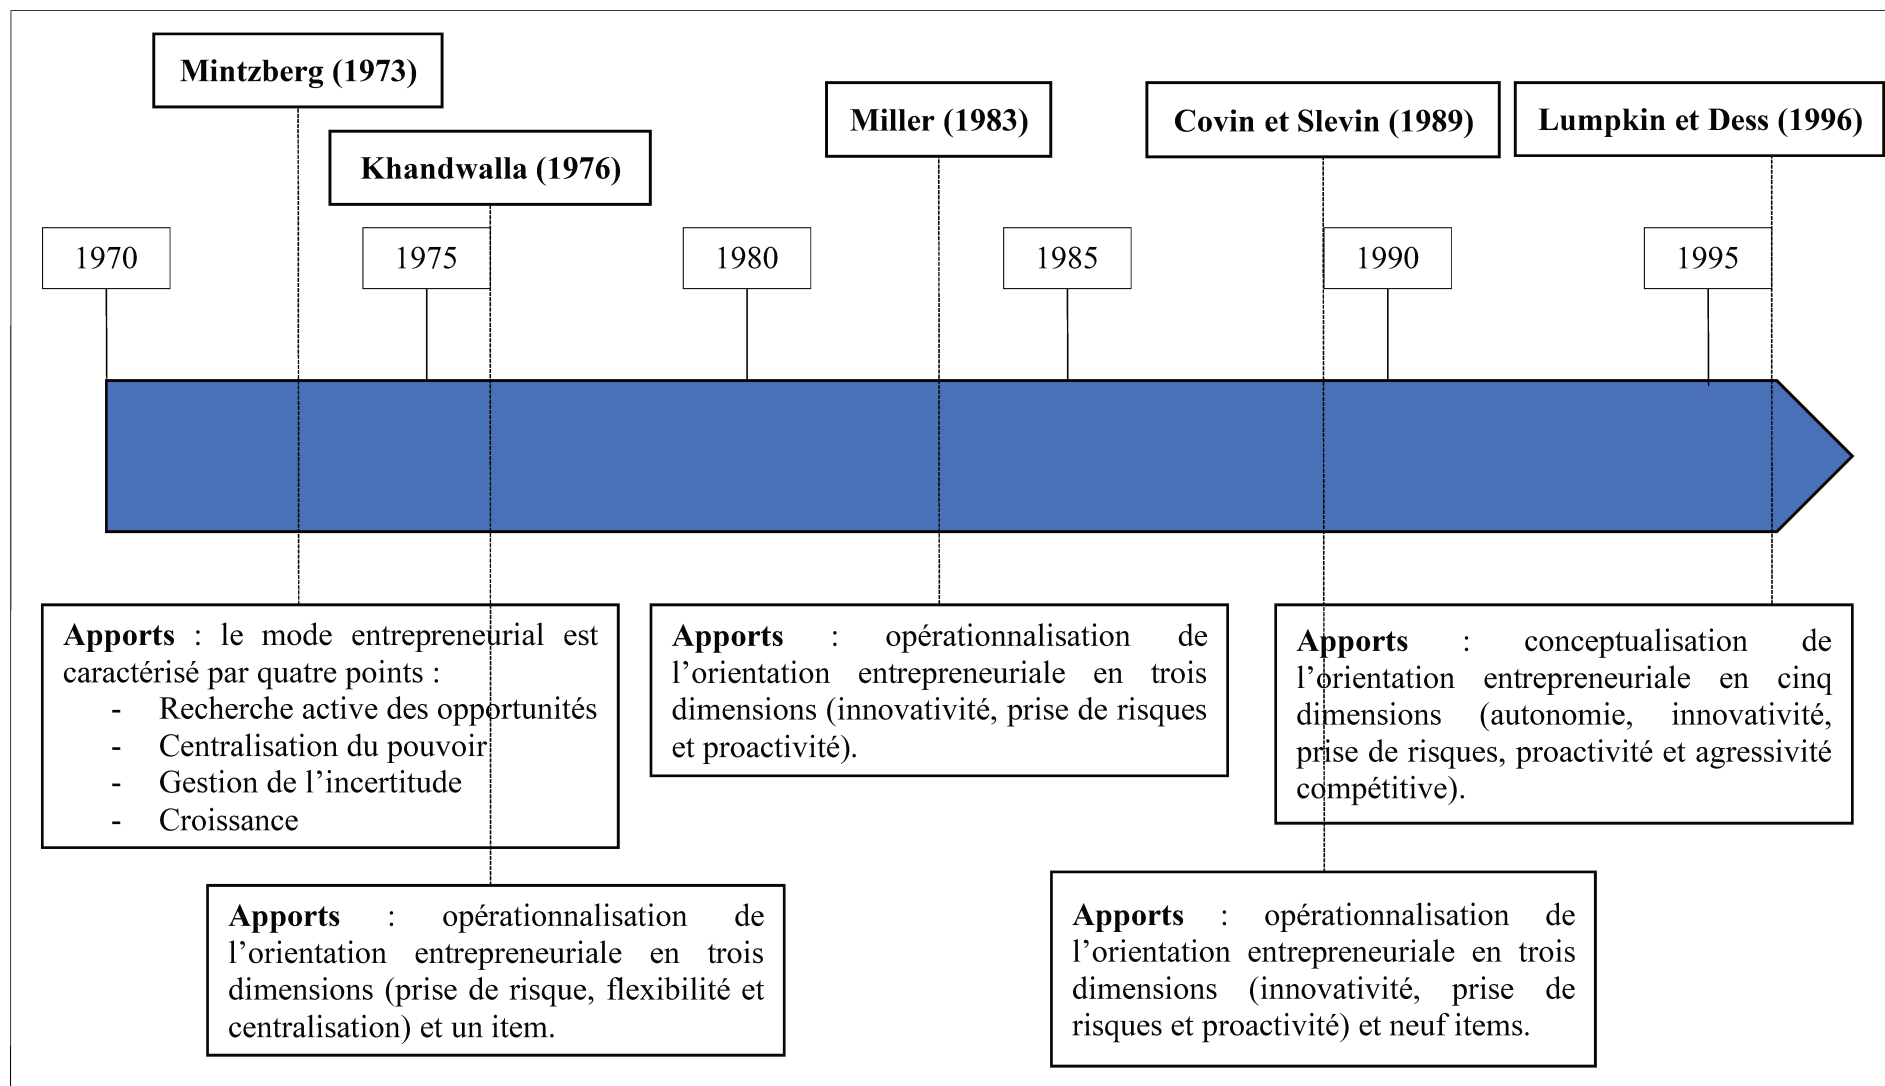 Mintzberg (1973)
Khandwalla (1976)
Miller (1983)
Covin et Slevin (1989)
Lumpkin et Dess (1996)
1970
1975
1980
1985
1990
1995
Apports : le mode entrepreneurial est
caractérisé par quatre points :
- Recherche active des opportunités
- Centralisation du pouvoir
- Gestion de l’incertitude
- Croissance
Apports : opérationnalisation de
l’orientation entrepreneuriale en trois
dimensions (prise de risque, flexibilité et
centralisation) et un item.
Apports : opérationnalisation de
l’orientation entrepreneuriale en trois
dimensions (innovativité, prise de risques
et proactivité).
Apports : opérationnalisation de
l’orientation entrepreneuriale en trois
dimensions (innovativité, prise de
risques et proactivité) et neuf items.
Apports : conceptualisation de
l’orientation entrepreneuriale en cinq
dimensions (autonomie, innovativité,
prise de risques, proactivité et agressivité
compétitive).